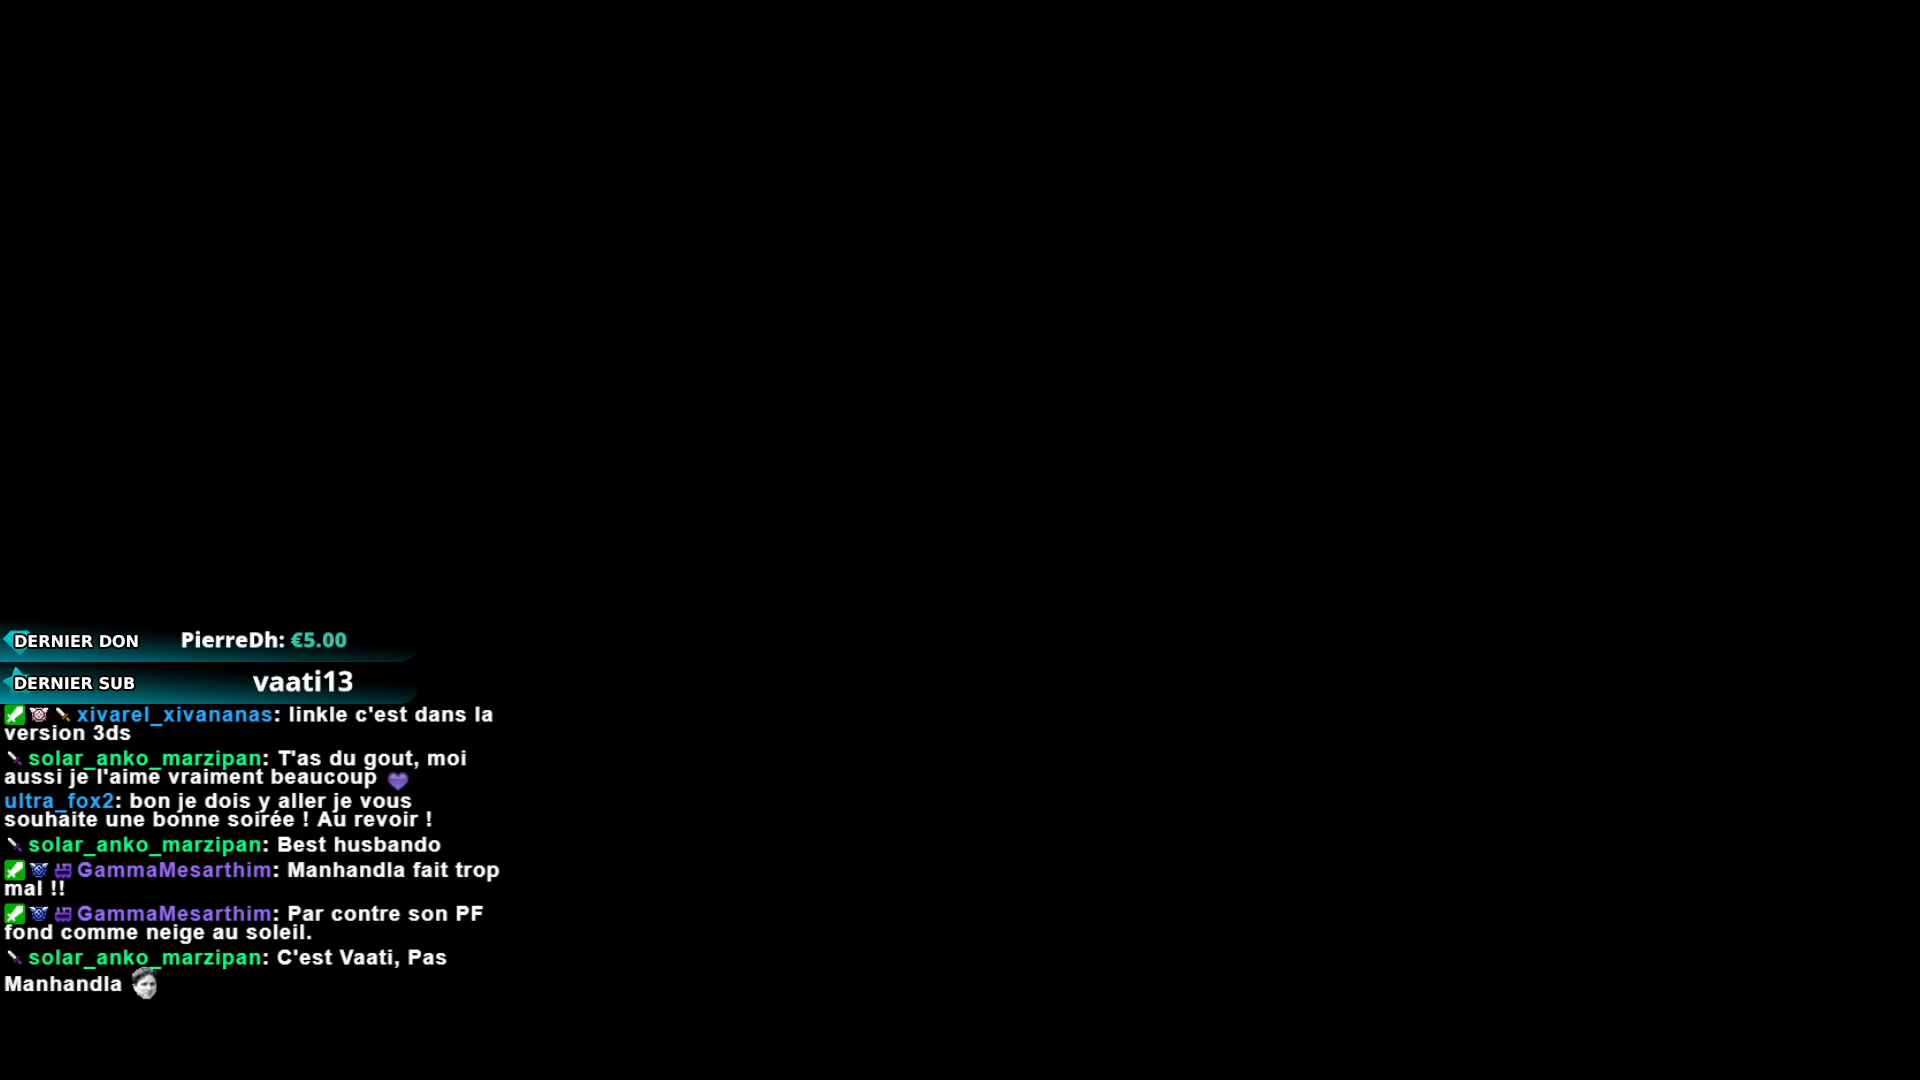 DERNIER DON PierreDh: €5.00
DERNIER SUB vaati13
xivarel_xivananas: linkle c'est dans la
version 3ds
solar_anko_marzipan: T'as du gout, moi
aussi je l'aime vraiment beaucoup
ultra_fox2: bon je dois y aller je vous
souhaite une bonne soirée ! Au revoir !
solar_anko_marzipan: Best husbando
GammaMesarthim: Manhandla fait trop
mal !!
GammaMesarthim: Par contre son PF
fond comme neige au soleil.
solar_anko_marzipan: C'est Vaati, Pas
Manhandla